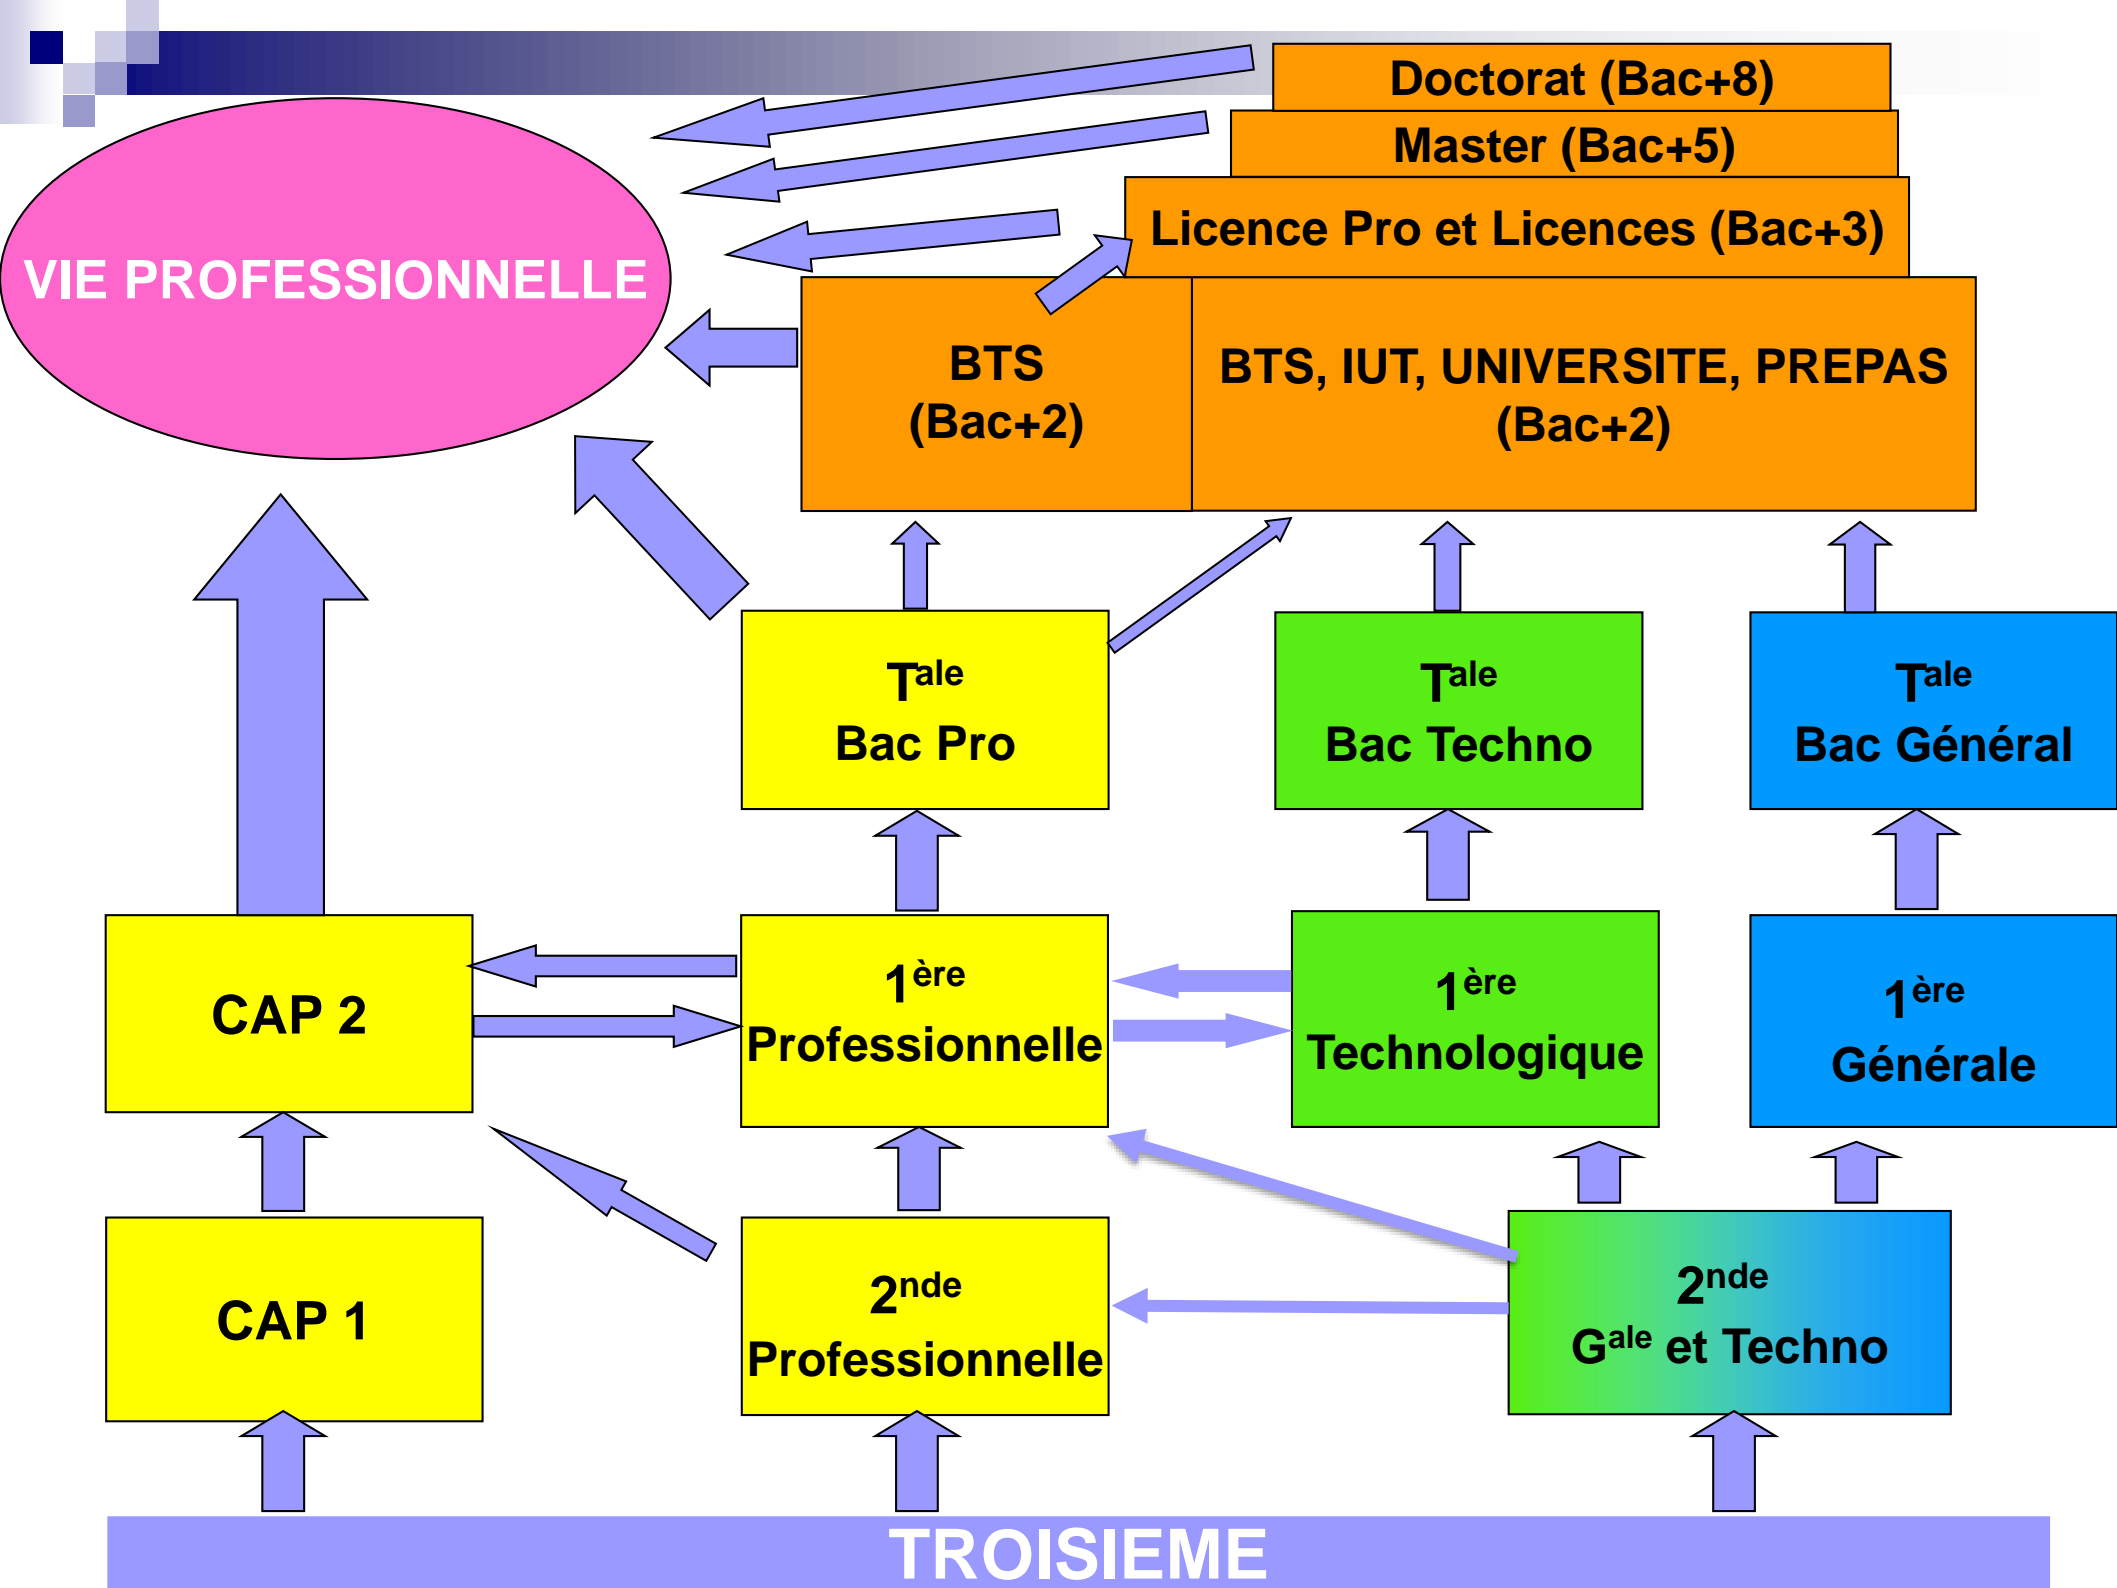 Doctorat (Bac+8)
Master (Bac+5)
Licence Pro et Licences (Bac+3)
VIE PROFESSIONNELLE
BTS
(Bac+2)
BTS, IUT, UNIVERSITE, PREPAS
(Bac+2)
Tale
Bac Pro
Tale
Bac Techno
Tale
Bac Général
CAP 2
1ère
Professionnelle
1ère
Technologique
1ère
Générale
CAP 1
2nde
Professionnelle
2nde
Gale et Techno
TROISIEME